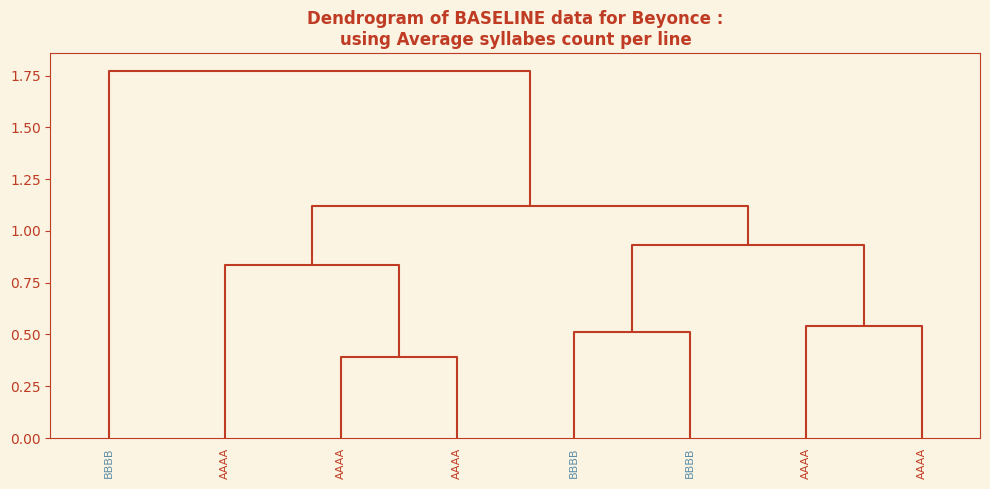 Dendrogram of BASELINE data for Beyonce :
using Average syllabes count per line
1.75
1.50
1.25
1.00
0.75
0.50
0.25
0.00
BBBB
AAAA
AAAA
AAAA
BBBB
BBBB
AAAA
AAAA